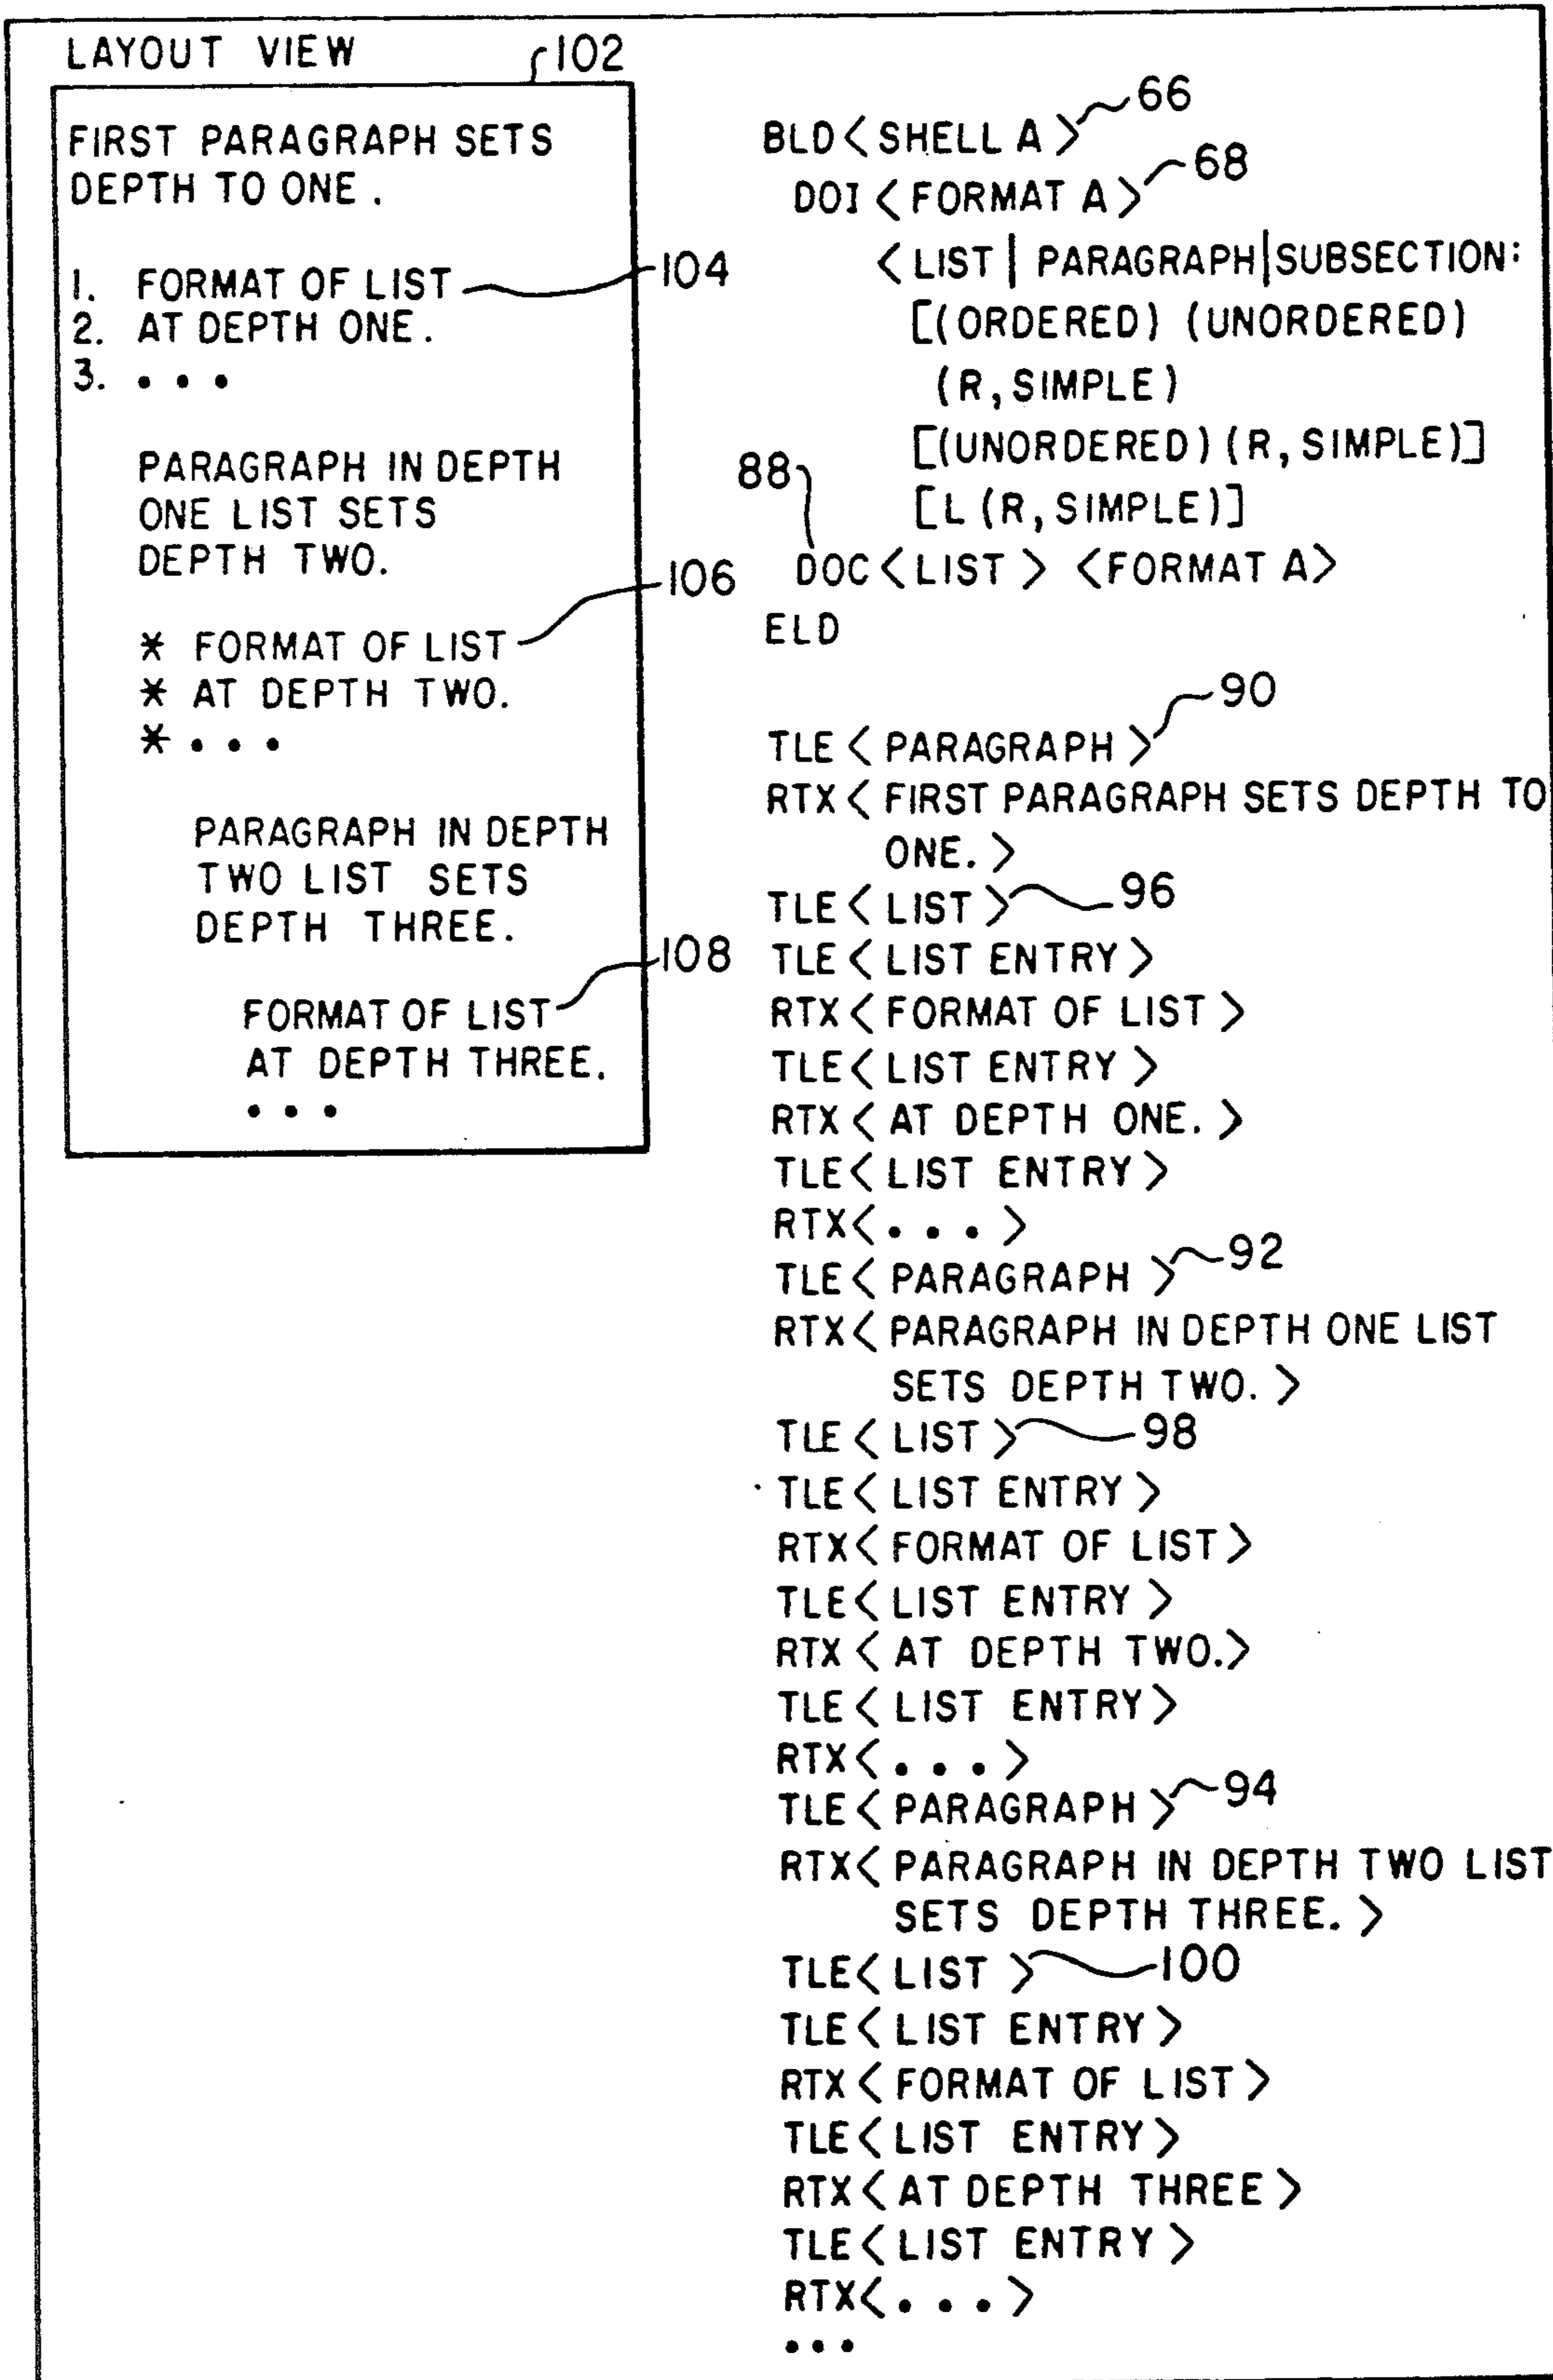 LAYOUT VIEW
102
FIRST PARAGRAPH SETS
DEPTH TO ONE.
1. FORMAT OF LIST
104
2. AT DEPTH ONE.
3. • • •
PARAGRAPH IN DEPTH
ONE LIST SETS
DEPTH TWO.
106
* FORMAT OF LIST
* AT DEPTH TWO.
* • • •
PARAGRAPH IN DEPTH
TWO LIST SETS
DEPTH THREE.
108
FORMAT OF LIST
AT DEPTH THREE.
• • •
BLD < SHELL A >
66
DOI < FORMAT A >
68
< LIST | PARAGRAPH | SUBSECTION:
[(ORDERED) (UNORDERED)
(R, SIMPLE)
[(UNORDERED) (R, SIMPLE)]
88
[L (R, SIMPLE)]
DOC < LIST > < FORMAT A >
ELD
90
TLE < PARAGRAPH >
RTX < FIRST PARAGRAPH SETS DEPTH TO
ONE. >
TLE < LIST >
96
TLE < LIST ENTRY >
RTX < FORMAT OF LIST >
TLE < LIST ENTRY >
RTX < AT DEPTH ONE. >
TLE < LIST ENTRY >
RTX < • • • >
TLE < PARAGRAPH >
92
RTX < PARAGRAPH IN DEPTH ONE LIST
SETS DEPTH TWO. >
TLE < LIST >
98
TLE < LIST ENTRY >
RTX < FORMAT OF LIST >
TLE < LIST ENTRY >
RTX < AT DEPTH TWO. >
TLE < LIST ENTRY >
RTX < • • • >
TLE < PARAGRAPH >
94
RTX < PARAGRAPH IN DEPTH TWO LIST
SETS DEPTH THREE. >
TLE < LIST >
100
TLE < LIST ENTRY >
RTX < FORMAT OF LIST >
TLE < LIST ENTRY >
RTX < AT DEPTH THREE >
TLE < LIST ENTRY >
RTX < • • • >
• • •